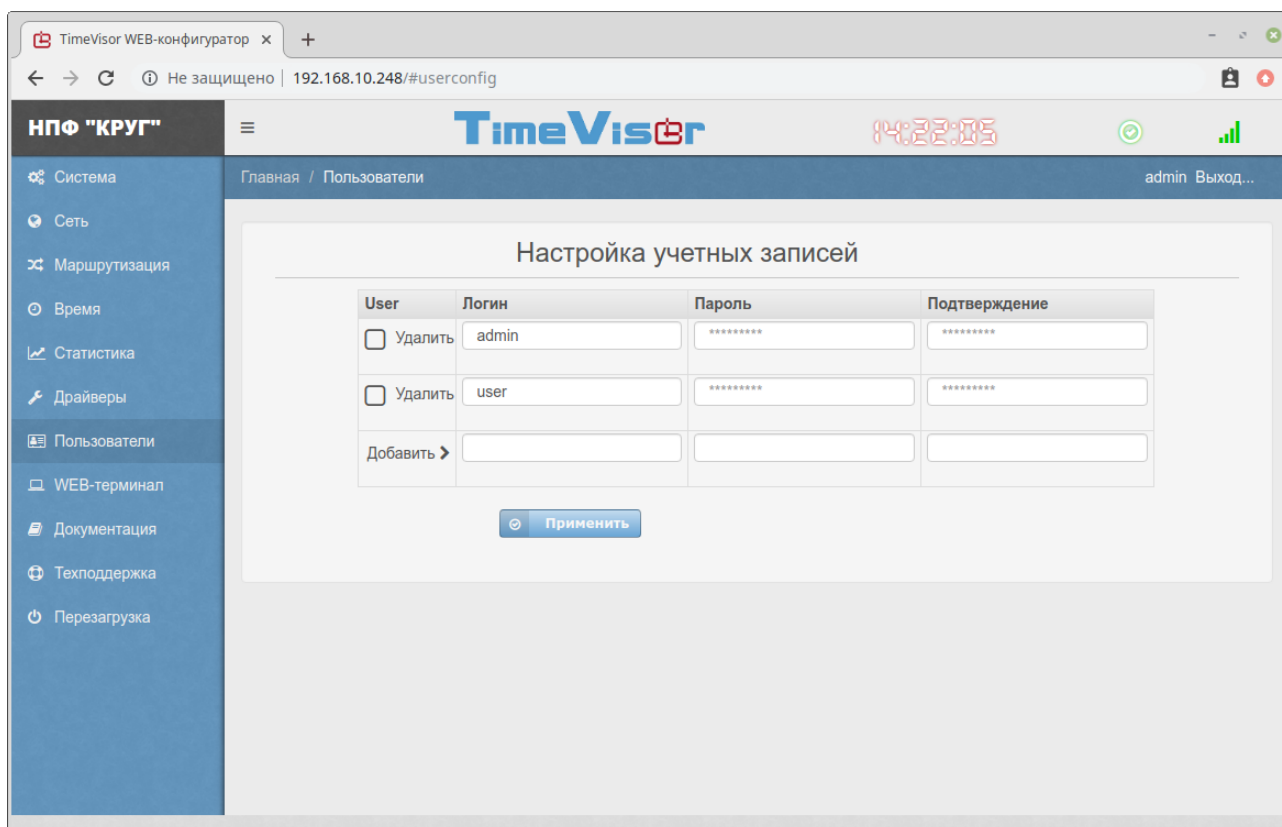 TimeVisor WEB-конфигуратор
Не защищено | 192.168.10.248/#userconfig
НПФ "КРУГ"
TimeVisor
14:22:05
Система
Главная / Пользователи
admin Выход...
Сеть
Маршрутизация
Время
Статистика
Драйверы
Пользователи
WEB-терминал
Документация
Техподдержка
Перезагрузка
Настройка учетных записей
User Логин Пароль Подтверждение
Удалить admin ********* *********
Удалить user ********* *********
Добавить
Применить